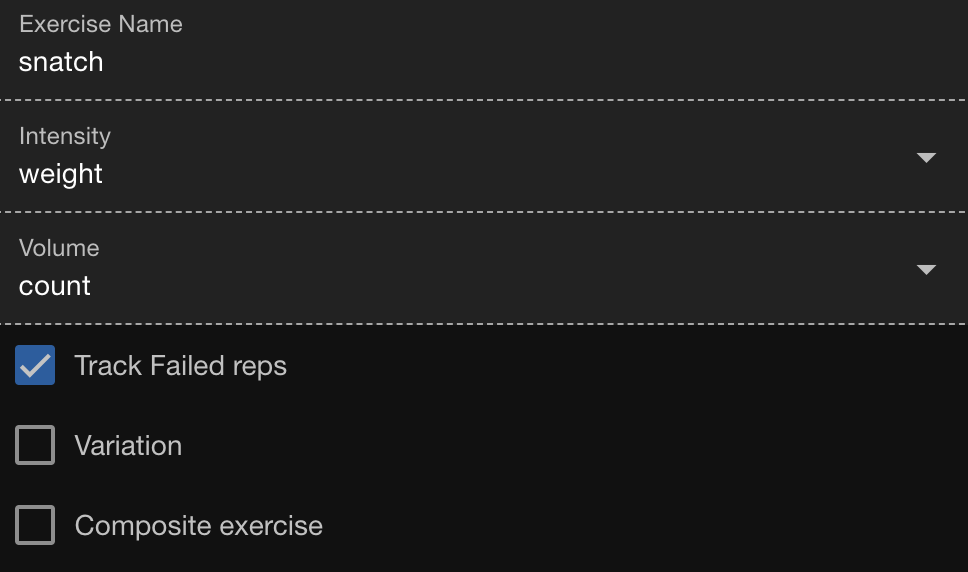 Exercise Name
snatch
Intensity
weight
Volume
count
Track Failed reps
Variation
Composite exercise